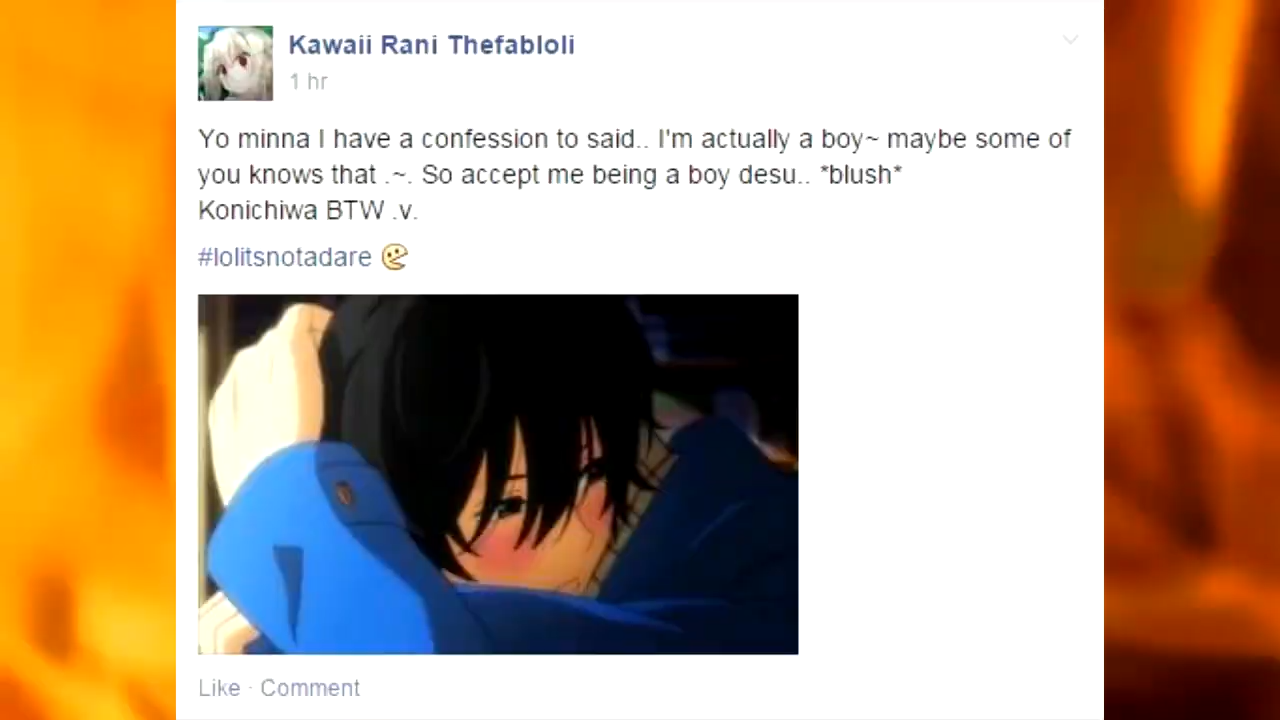 Kawaii Rani Thefabloli
1 hr
Yo minna I have a confession to said.. I'm actually a boy~ maybe some of
you knows that .~. So accept me being a boy desu.. *blush*
Konichiwa BTW .v.
#lolitsnotadare
Like · Comment